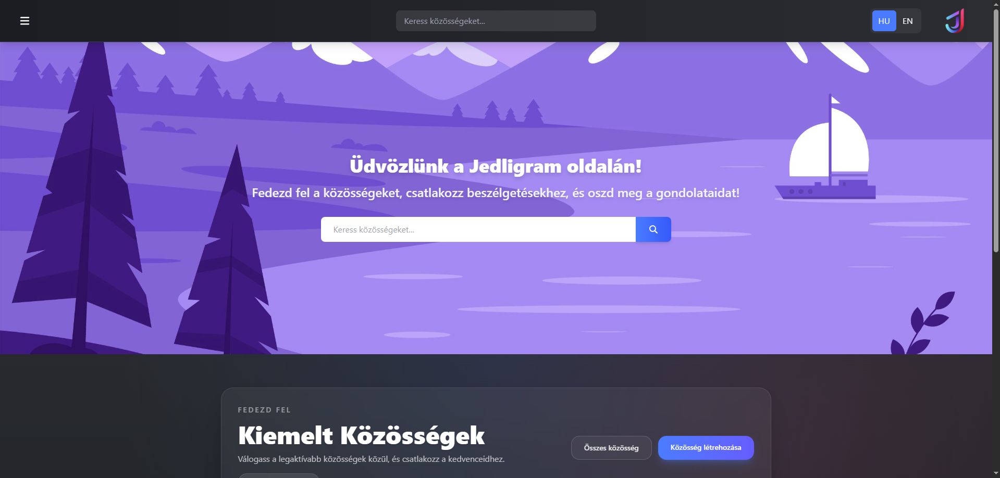 Keress közösségeket...
HU
EN
Üdvözlünk a Jedligram oldalán!
Fedezd fel a közösségeket, csatlakozz beszélgetésekhez, és oszd meg a gondolataidat!
Keress közösségeket...
FEDEZD FEL
Kiemelt Közösségek
Válogass a legaktívabb közösségek közül, és csatlakozz a kedvenceidhez.
Összes közösség
Közösség létrehozása